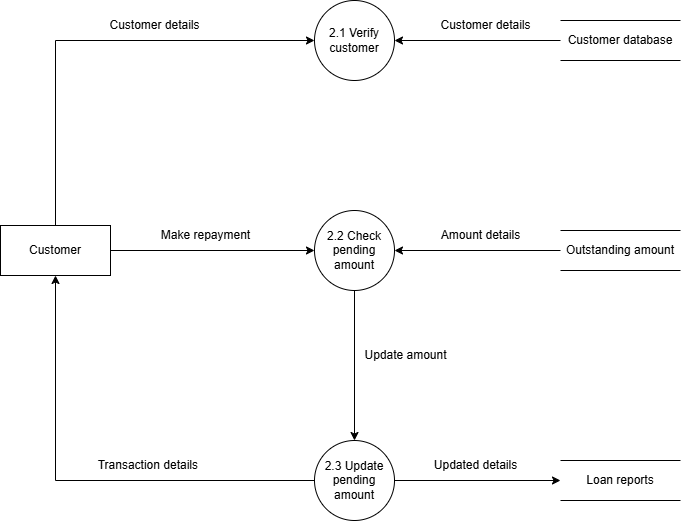 Customer details
2.1 Verify
customer
Customer details
Customer database
Customer
Make repayment
2.2 Check
pending
amount
Amount details
Outstanding amount
Update amount
Transaction details
2.3 Update
pending
amount
Updated details
Loan reports